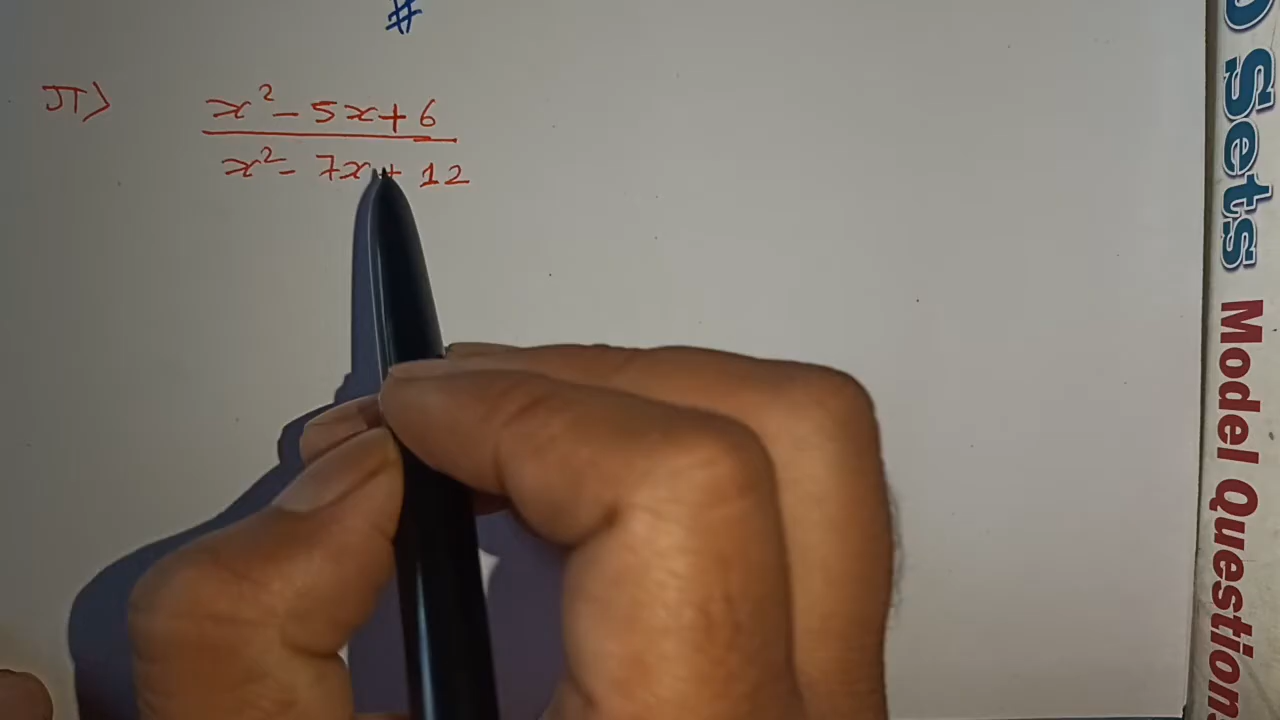 #
x² - 5x + 6
x² - 7x + 12
Sets Model Question